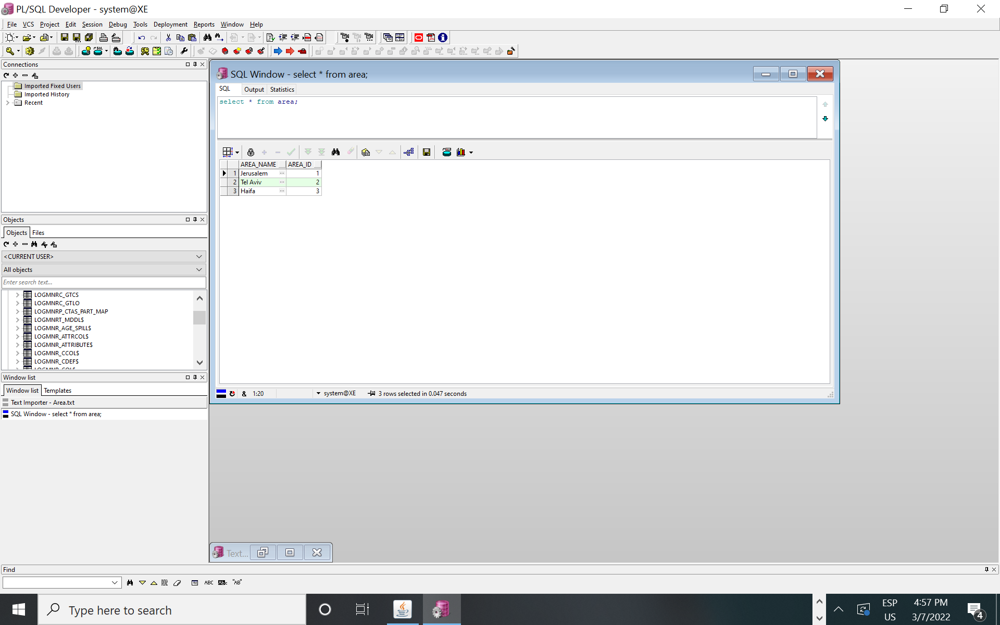 PL/SQL Developer - system@XE
File VCS Project Edit Session Debug Tools Deployment Reports Window Help
Connections
Imported Fixed Users
Imported History
Recent
Objects
Objects Files
<CURRENT USER>
All objects
Enter search text...
LOGMNRC_GTCS
LOGMNRC_GTLO
LOGMNRP_CTAS_PART_MAP
LOGMNRT_MDDL$
LOGMNR_AGE_SPILL$
LOGMNR_ATTRCOL$
LOGMNR_ATTRIBUTE$
LOGMNR_CCOL$
LOGMNR_CDEF$
Window list
Window list Templates
Text Importer - Area.txt
SQL Window - select * from area;
SQL Window - select * from area;
SQL Output Statistics
select * from area;
AREA_NAME AREA_ID
1 Jerusalem ... 1
2 Tel Aviv ... 2
3 Haifa ... 3
& 1:20 system@XE 3 rows selected in 0.047 seconds
Text...
Find
ABC "AB"
Type here to search
ESP
US
4:57 PM
3/7/2022
4